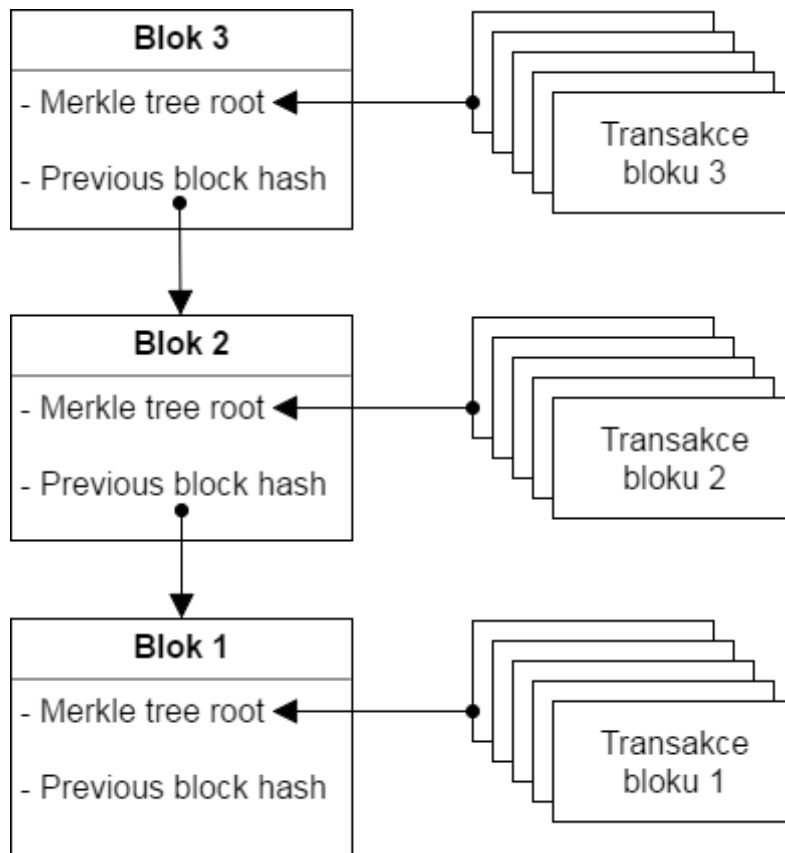 Blok 3
- Merkle tree root
- Previous block hash
Transakce
bloku 3
Blok 2
- Merkle tree root
- Previous block hash
Transakce
bloku 2
Blok 1
- Merkle tree root
- Previous block hash
Transakce
bloku 1